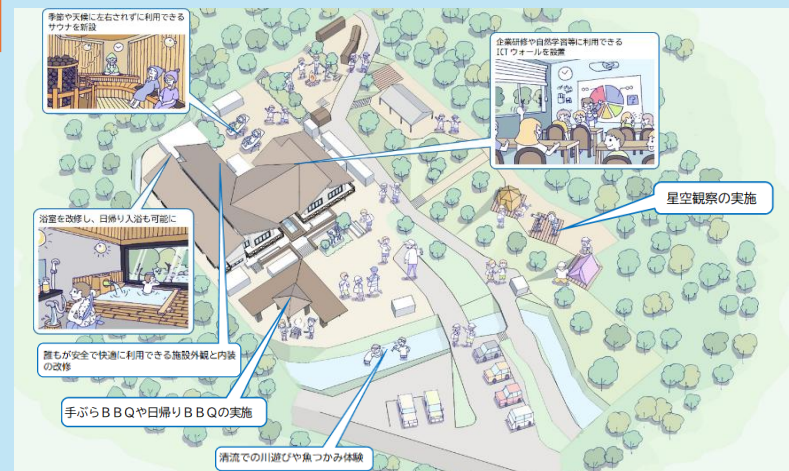 季節や天候に左右されずに利用できる
サウナを新設
企業研修や自然学習等に利用できる
ICTウォールを設置
星空観察の実施
浴室を改修し、日帰り入浴も可能に
誰もが安全で快適に利用できる施設外観と内装
の改修
手ぶらBBQや日帰りBBQの実施
清流での川遊びや魚つかみ体験